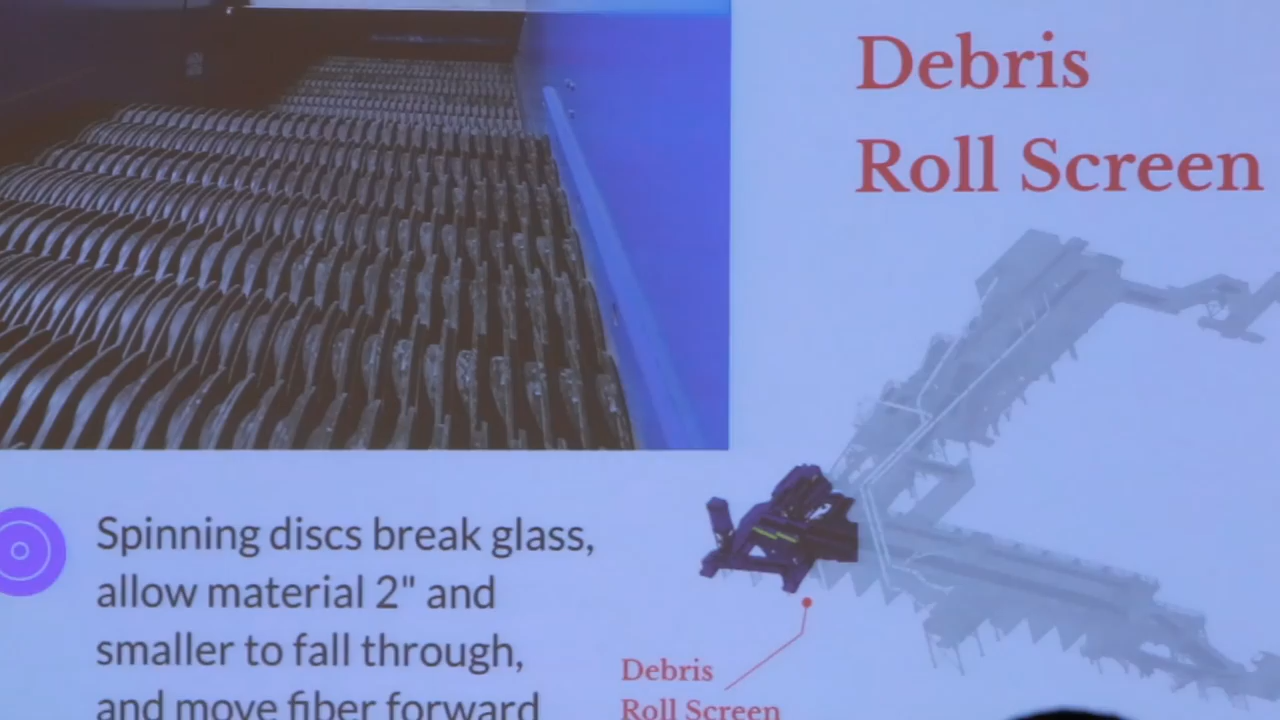 Debris
Roll Screen
Spinning discs break glass,
allow material 2" and
smaller to fall through,
and move fiber forward
Debris
Roll Screen